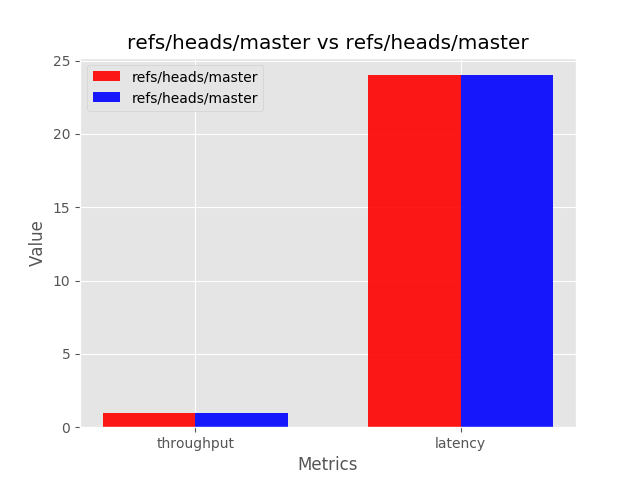 refs/heads/master vs refs/heads/master
refs/heads/master
refs/heads/master
25
20
15
10
5
0
Value
throughput
latency
Metrics